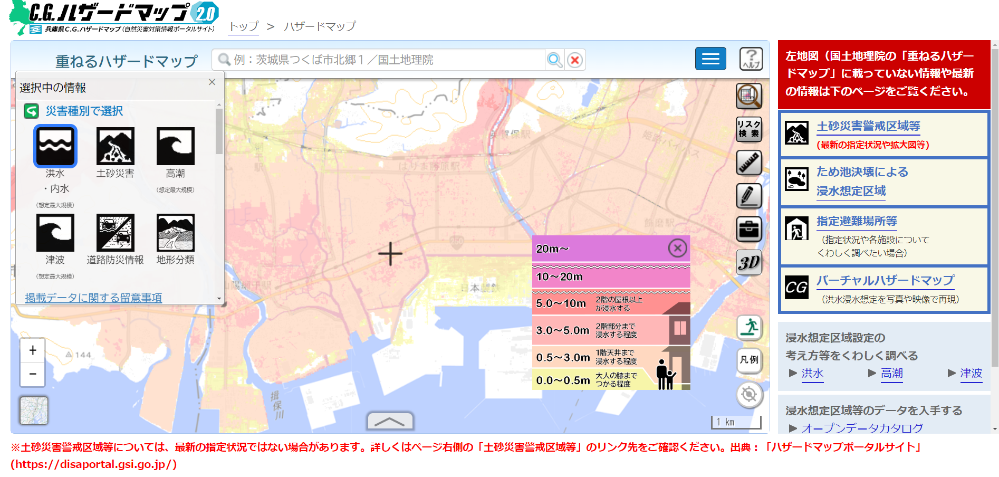 C.G.ハザードマップ 2.0
兵庫県C.G.ハザードマップ(自然災害対策情報ポータルサイト)
トップ > ハザードマップ
重ねるハザードマップ
例：茨城県つくば市北郷1／国土地理院
ヘルプ
選択中の情報
災害種別で選択
洪水
・内水
(想定最大規模)
土砂災害
高潮
(想定最大規模)
津波
(想定最大規模)
道路防災情報
地形分類
掲載データに関する留意事項
英賀保駅
姫路バイパス
はりま勝原駅
飾磨駅
250
日本製鉄
144
揖保川
リスク
検索
3D
凡例
1 km
20m～
10～20m
5.0～10m 2階の屋根以上
が浸水する
3.0～5.0m 2階部分まで
浸水する程度
0.5～3.0m 1階天井まで
浸水する程度
0.0～0.5m 大人の膝まで
つかる程度
左地図（国土地理院の「重ねるハザー
ドマップ」に載っていない情報や最新
の情報は下のページをご覧ください。
土砂災害警戒区域等
(最新の指定状況や拡大図等)
ため池決壊による
浸水想定区域
指定避難場所等
（指定状況や各施設について
くわしく調べたい場合）
CG
バーチャルハザードマップ
（洪水浸水想定を写真や映像で再現）
浸水想定区域設定の
考え方等をくわしく調べる
▶ 洪水 ▶ 高潮 ▶ 津波
浸水想定区域等のデータを入手する
▶ オープンデータカタログ
※土砂災害警戒区域等については、最新の指定状況ではない場合があります。詳しくはページ右側の「土砂災害警戒区域等」のリンク先をご確認ください。出典：「ハザードマップポータルサイト」
(https://disaportal.gsi.go.jp/)